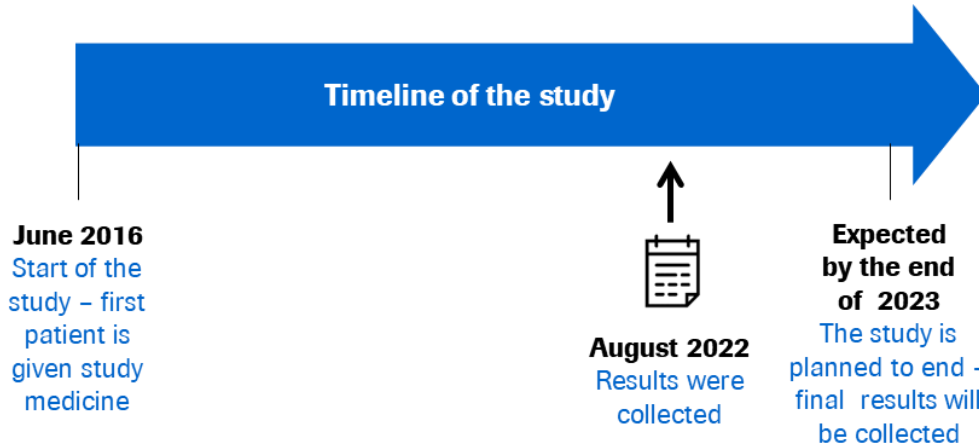 Timeline of the study
June 2016
Start of the
study – first
patient is
given study
medicine
August 2022
Results were
collected
Expected
by the end
of 2023
The study is
planned to end -
final results will
be collected